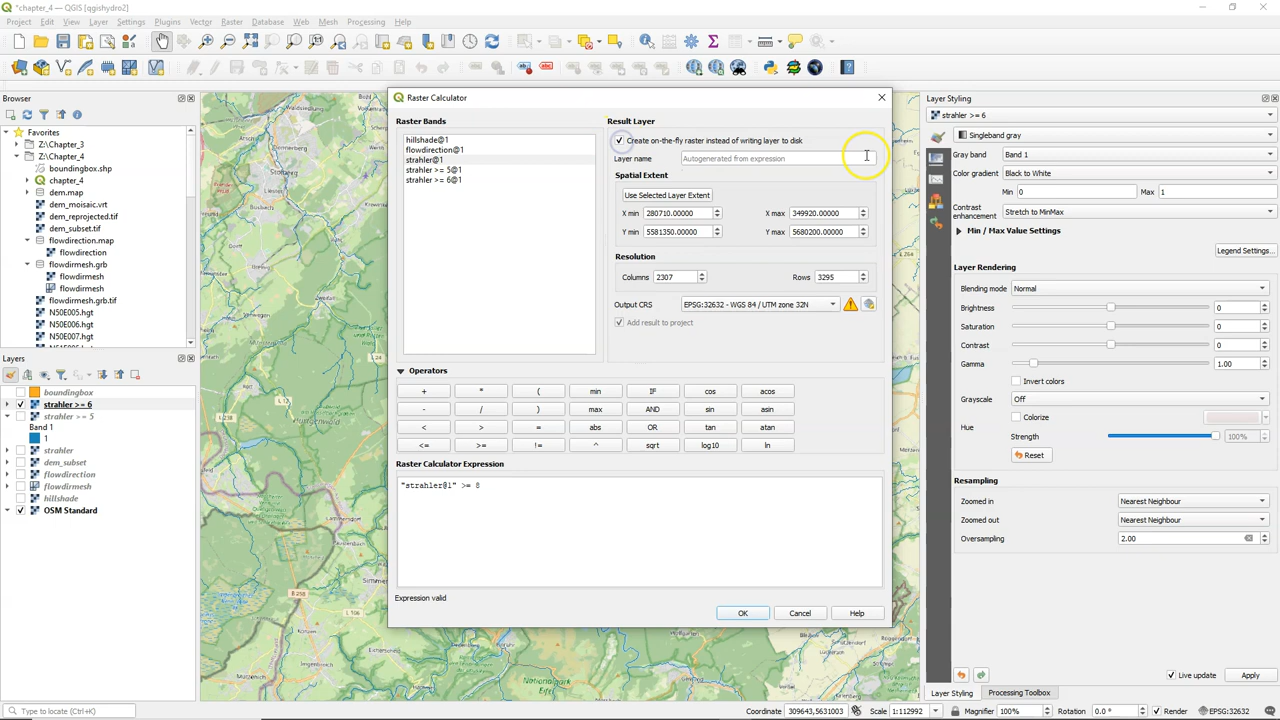 *chapter_4 — QGIS [qgishydro2]
Project Edit View Layer Settings Plugins Vector Raster Database Web Mesh Processing Help
Browser
Favorites
Z:\Chapter_3
Z:\Chapter_4
boundingbox.shp
chapter_4
dem.map
dem_mosaic.vrt
dem_reprojected.tif
dem_subset.tif
flowdirection.map
flowdirection
flowdirmesh.grb
flowdirmesh
flowdirmesh
flowdirmesh.grb.tif
N50E005.hgt
N50E006.hgt
N50E007.hgt
Layers
boundingbox
strahler >= 6
strahler >= 5
Band 1
1
strahler
dem_subset
flowdirection
flowdirmesh
hillshade
OSM Standard
Raster Calculator
Raster Bands
hillshade@1
flowdirection@1
strahler@1
strahler >= 5@1
strahler >= 6@1
Result Layer
Create on-the-fly raster instead of writing layer to disk
Layer name Autogenerated from expression
Spatial Extent
Use Selected Layer Extent
X min 280710.00000 X max 349920.00000
Y min 5581350.00000 Y max 5680200.00000
Resolution
Columns 2307 Rows 3295
Output CRS EPSG:32632 - WGS 84 / UTM zone 32N
Add result to project
Operators
+ * ( min IF cos acos
- / ) max AND sin asin
< > = abs OR tan atan
<= >= != ^ sqrt log10 ln
Raster Calculator Expression
"strahler@1" >= 8
Expression valid
OK Cancel Help
Layer Styling
strahler >= 6
Singleband gray
Gray band Band 1
Color gradient Black to White
Min 0 Max 1
Contrast
enhancement Stretch to MinMax
Min / Max Value Settings
Legend Settings...
Layer Rendering
Blending mode Normal
Brightness 0
Saturation 0
Contrast 0
Gamma 1.00
Invert colors
Grayscale Off
Hue Colorize
Strength 100%
Reset
Resampling
Zoomed in Nearest Neighbour
Zoomed out Nearest Neighbour
Oversampling 2.00
Live update Apply
Layer Styling Processing Toolbox
Type to locate (Ctrl+K)
Coordinate 309643,5631003 Scale 1:112992 Magnifier 100% Rotation 0.0 ° Render EPSG:32632